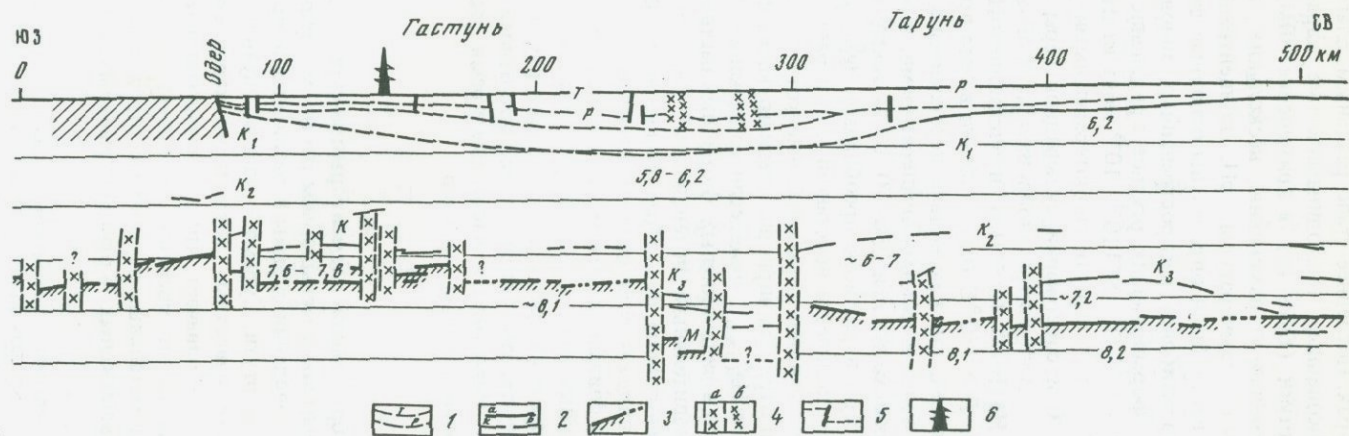 Гастунь Тарунь
ЮЗ СВ
0 Одер 100 200 300 400 500 км
Т Р
Р
К₁ 6,2
К₁
5,8 – 6,2
К₂
К К₂
? ~ 6 – 7
7,6 – 7,8 ? К₃ К₃
~ 8,1 ~ 7,2
М
? 8,1 8,2
а в
1 2 3 4 5 6